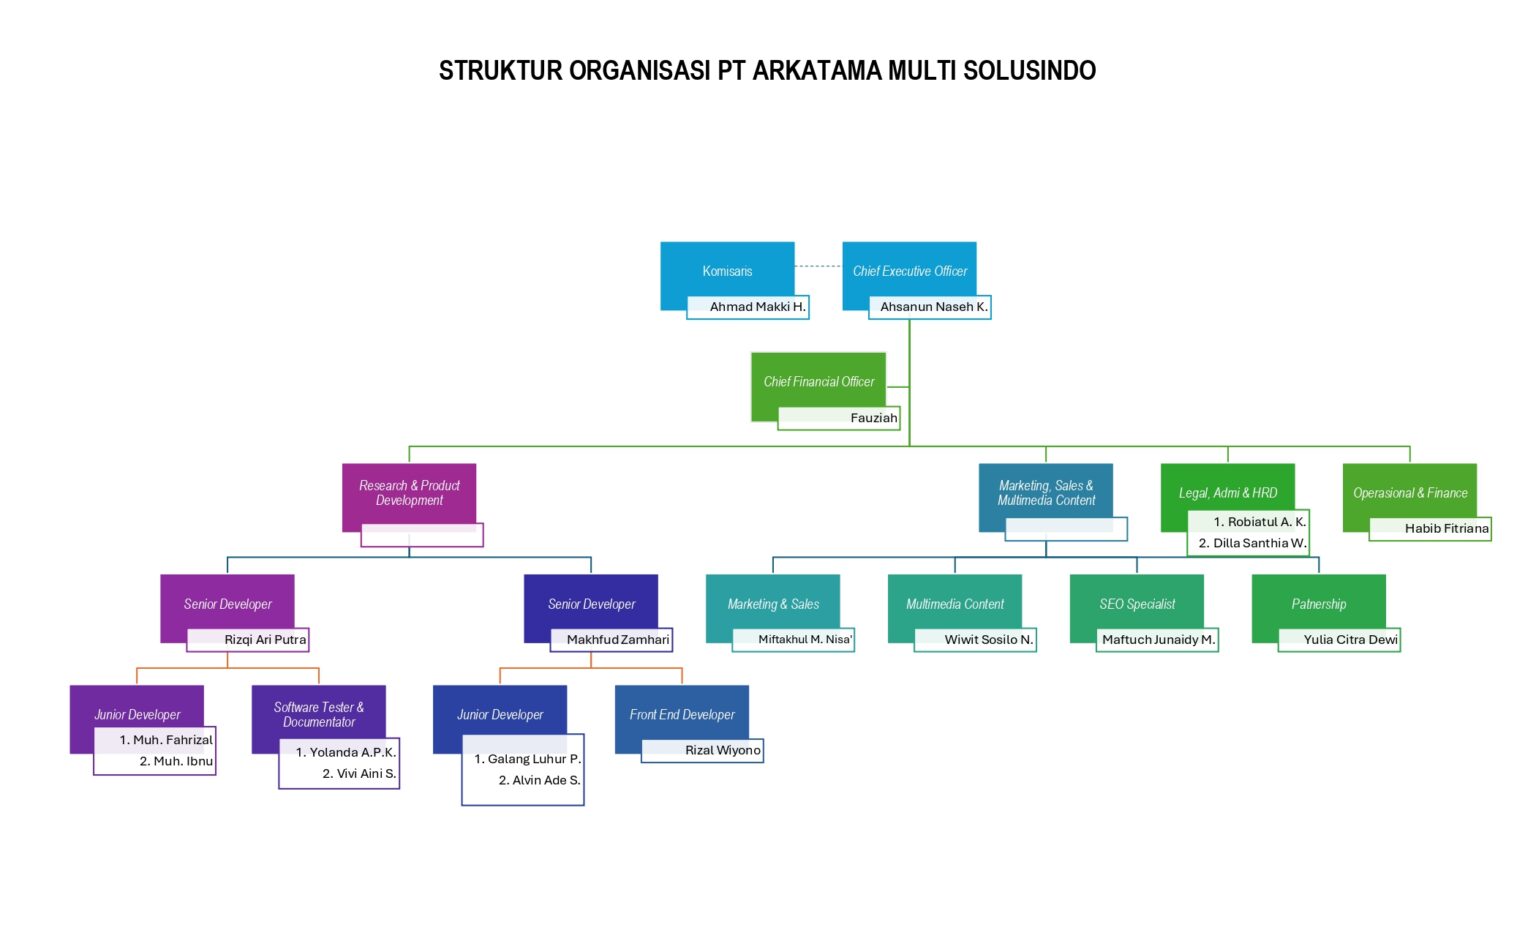 STRUKTUR ORGANISASI PT ARKATAMA MULTI SOLUSINDO
Komisaris
Ahmad Makki H.
Chief Executive Officer
Ahsanun Naseh K.
Chief Financial Officer
Fauziah
Research & Product
Development
Marketing, Sales &
Multimedia Content
Legal, Admi & HRD
1. Robiatul A. K.
2. Dilla Santhia W.
Operasional & Finance
Habib Fitriana
Senior Developer
Rizqi Ari Putra
Senior Developer
Makhfud Zamhari
Marketing & Sales
Miftakhul M. Nisa'
Multimedia Content
Wiwit Sosilo N.
SEO Specialist
Maftuch Junaidy M.
Patnership
Yulia Citra Dewi
Junior Developer
1. Muh. Fahrizal
2. Muh. Ibnu
Software Tester &
Documentator
1. Yolanda A.P.K.
2. Vivi Aini S.
Junior Developer
1. Galang Luhur P.
2. Alvin Ade S.
Front End Developer
Rizal Wiyono